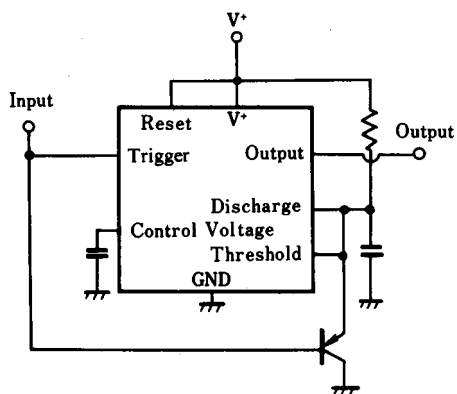 V+
Input
Reset
V+
Output
Trigger
Output
Discharge
Control Voltage
Threshold
GND